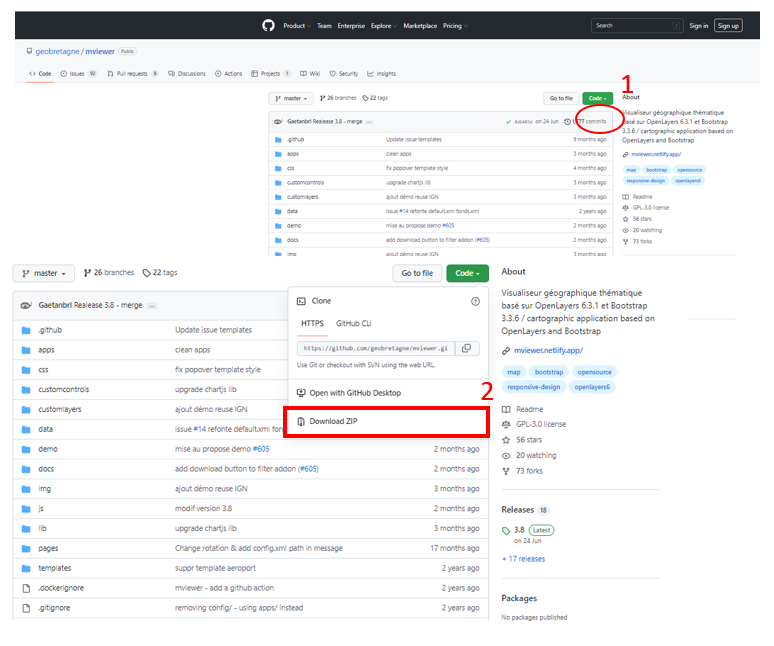 Product Team Enterprise Explore Marketplace Pricing Search / Sign in Sign up
geobretagne / mviewer Public
Code Issues 92 Pull requests 8 Discussions Actions Projects 1 Wiki Security Insights
1
master 26 branches 22 tags Go to file Code About
Gaetanbrl Realease 3.8 - merge ... on 24 Jun commits
Visualiseur géographique thématique
basé sur OpenLayers 6.3.1 et Bootstrap
3.3.6 / cartographic application based on
OpenLayers and Bootstrap
.github Update issue templates 9 months ago
apps clean apps 3 months ago
css fix popover template style 4 months ago
customcontrols upgrade chartjs lib 3 months ago
customlayers ajout démo reuse IGN 3 months ago
data issue #14 refonte default.xml fonds.xml 2 years ago
demo mise au propose demo #605 2 months ago
docs add download button to filter addon (#605) 2 months ago
img ajout démo reuse IGN 3 months ago
mviewer.netlify.app/
map bootstrap opensource
responsive-design openlayers6
Readme
GPL-3.0 license
56 stars
20 watching
73 forks
master 26 branches 22 tags Go to file Code
Gaetanbrl Realease 3.8 - merge ...
.github Update issue templates
apps clean apps
css fix popover template style
customcontrols upgrade chartjs lib
customlayers ajout démo reuse IGN
data issue #14 refonte default.xml fon
demo mise au propose demo #605 2 months ago
docs add download button to filter addon (#605) 2 months ago
img ajout démo reuse IGN 3 months ago
js modif version 3.8 2 months ago
lib upgrade chartjs lib 3 months ago
pages Change rotation & add config.xml path in message 17 months ago
templates suppr template aeroport 2 years ago
.dockerignore mviewer - add a github action 2 years ago
.gitignore removing config/ - using apps/ instead 2 years ago
Clone
HTTPS GitHub CLI
https://github.com/geobretagne/mviewer.gi
Use Git or checkout with SVN using the web URL.
Open with GitHub Desktop
2
Download ZIP
About
Visualiseur géographique thématique
basé sur OpenLayers 6.3.1 et Bootstrap
3.3.6 / cartographic application based on
OpenLayers and Bootstrap
mviewer.netlify.app/
map bootstrap opensource
responsive-design openlayers6
Readme
GPL-3.0 license
56 stars
20 watching
73 forks
Releases 18
3.8 Latest
on 24 Jun
+ 17 releases
Packages
No packages published